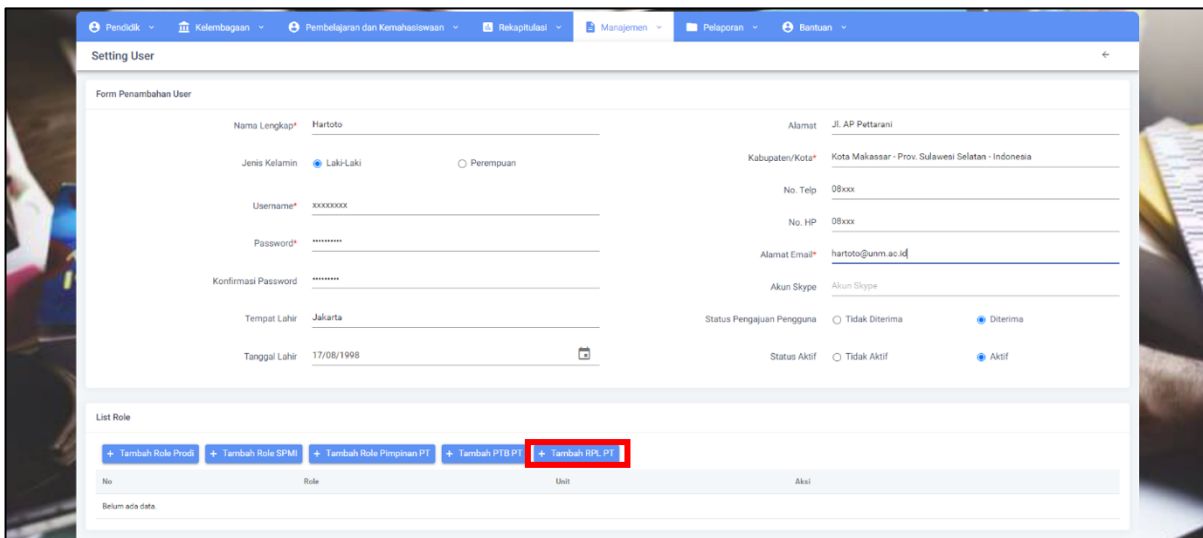 Pendidik Kelembagaan Pembelajaran dan Kemahasiswaan Rekapitulasi Manajemen Pelaporan Bantuan
Setting User
Form Penambahan User
Nama Lengkap* Hartoto
Jenis Kelamin Laki-Laki Perempuan
Username* xxxxxxxx
Password* ••••••••••
Konfirmasi Password •••••••••
Tempat Lahir Jakarta
Tanggal Lahir 17/08/1998
Alamat Jl. AP Pettarani
Kabupaten/Kota* Kota Makassar - Prov. Sulawesi Selatan - Indonesia
No. Telp 08xxx
No. HP 08xxx
Alamat Email* hartoto@unm.ac.id
Akun Skype Akun Skype
Status Pengajuan Pengguna Tidak Diterima Diterima
Status Aktif Tidak Aktif Aktif
List Role
+ Tambah Role Prodi + Tambah Role SPMI + Tambah Role Pimpinan PT + Tambah PTB PT + Tambah RPL PT
No Role Unit Aksi
Belum ada data